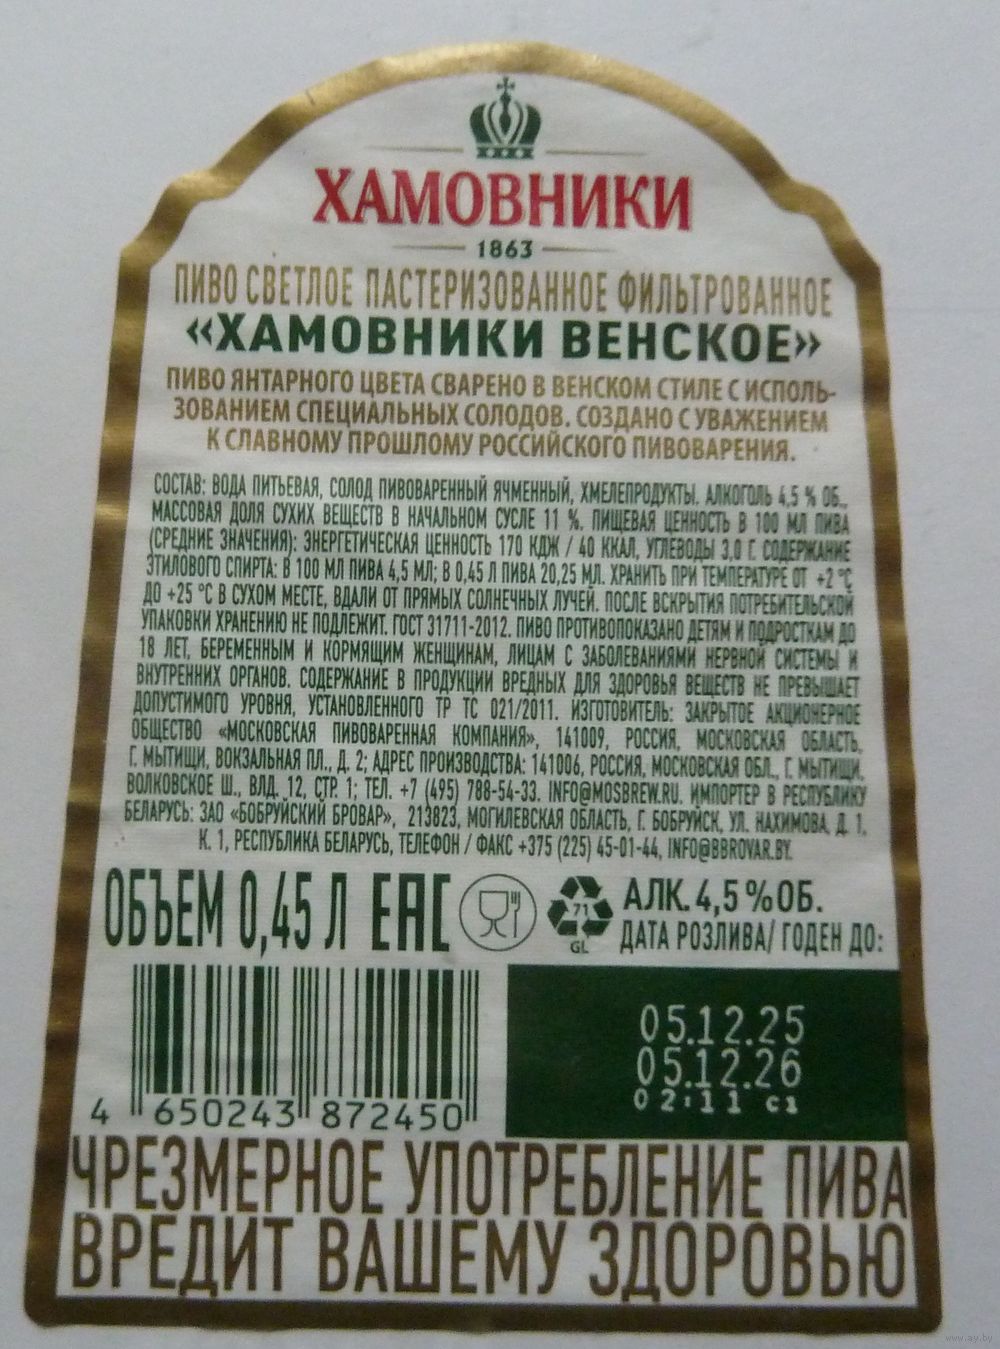 ХАМОВНИКИ
1863
ПИВО СВЕТЛОЕ ПАСТЕРИЗОВАННОЕ ФИЛЬТРОВАННОЕ
«ХАМОВНИКИ ВЕНСКОЕ»
ПИВО ЯНТАРНОГО ЦВЕТА СВАРЕНО В ВЕНСКОМ СТИЛЕ С ИСПОЛЬ-
ЗОВАНИЕМ СПЕЦИАЛЬНЫХ СОЛОДОВ. СОЗДАНО С УВАЖЕНИЕМ
К СЛАВНОМУ ПРОШЛОМУ РОССИЙСКОГО ПИВОВАРЕНИЯ.
СОСТАВ: ВОДА ПИТЬЕВАЯ, СОЛОД ПИВОВАРЕННЫЙ ЯЧМЕННЫЙ, ХМЕЛЕПРОДУКТЫ. АЛКОГОЛЬ 4,5 % ОБ.,
МАССОВАЯ ДОЛЯ СУХИХ ВЕЩЕСТВ В НАЧАЛЬНОМ СУСЛЕ 11 %. ПИЩЕВАЯ ЦЕННОСТЬ В 100 МЛ ПИВА
(СРЕДНИЕ ЗНАЧЕНИЯ): ЭНЕРГЕТИЧЕСКАЯ ЦЕННОСТЬ 170 КДЖ / 40 ККАЛ, УГЛЕВОДЫ 3,0 Г. СОДЕРЖАНИЕ
ЭТИЛОВОГО СПИРТА: В 100 МЛ ПИВА 4,5 МЛ; В 0,45 Л ПИВА 20,25 МЛ. ХРАНИТЬ ПРИ ТЕМПЕРАТУРЕ ОТ +2 °С
ДО +25 °С В СУХОМ МЕСТЕ, ВДАЛИ ОТ ПРЯМЫХ СОЛНЕЧНЫХ ЛУЧЕЙ. ПОСЛЕ ВСКРЫТИЯ ПОТРЕБИТЕЛЬСКОЙ
УПАКОВКИ ХРАНЕНИЮ НЕ ПОДЛЕЖИТ. ГОСТ 31711-2012. ПИВО ПРОТИВОПОКАЗАНО ДЕТЯМ И ПОДРОСТКАМ ДО
18 ЛЕТ, БЕРЕМЕННЫМ И КОРМЯЩИМ ЖЕНЩИНАМ, ЛИЦАМ С ЗАБОЛЕВАНИЯМИ НЕРВНОЙ СИСТЕМЫ И
ВНУТРЕННИХ ОРГАНОВ. СОДЕРЖАНИЕ В ПРОДУКЦИИ ВРЕДНЫХ ДЛЯ ЗДОРОВЬЯ ВЕЩЕСТВ НЕ ПРЕВЫШАЕТ
ДОПУСТИМОГО УРОВНЯ, УСТАНОВЛЕННОГО ТР ТС 021/2011. ИЗГОТОВИТЕЛЬ: ЗАКРЫТОЕ АКЦИОНЕРНОЕ
ОБЩЕСТВО «МОСКОВСКАЯ ПИВОВАРЕННАЯ КОМПАНИЯ», 141009, РОССИЯ, МОСКОВСКАЯ ОБЛАСТЬ,
Г. МЫТИЩИ, ВОКЗАЛЬНАЯ ПЛ., Д. 2; АДРЕС ПРОИЗВОДСТВА: 141006, РОССИЯ, МОСКОВСКАЯ ОБЛ., Г. МЫТИЩИ,
ВОЛКОВСКОЕ Ш., ВЛД. 12, СТР. 1; ТЕЛ. +7 (495) 788-54-33. INFO@MOSBREW.RU. ИМПОРТЕР В РЕСПУБЛИКУ
БЕЛАРУСЬ: ЗАО «БОБРУЙСКИЙ БРОВАР», 213823, МОГИЛЕВСКАЯ ОБЛАСТЬ, Г. БОБРУЙСК, УЛ. НАХИМОВА, Д. 1,
К. 1, РЕСПУБЛИКА БЕЛАРУСЬ, ТЕЛЕФОН / ФАКС +375 (225) 45-01-44, INFO@BBROVAR.BY.
ОБЪЕМ 0,45 Л EAC
71
GL
АЛК. 4,5 % ОБ.
ДАТА РОЗЛИВА/ ГОДЕН ДО:
05.12.25
05.12.26
02:11 C1
4 650243 872450
ЧРЕЗМЕРНОЕ УПОТРЕБЛЕНИЕ ПИВА
ВРЕДИТ ВАШЕМУ ЗДОРОВЬЮ
www.ay.by